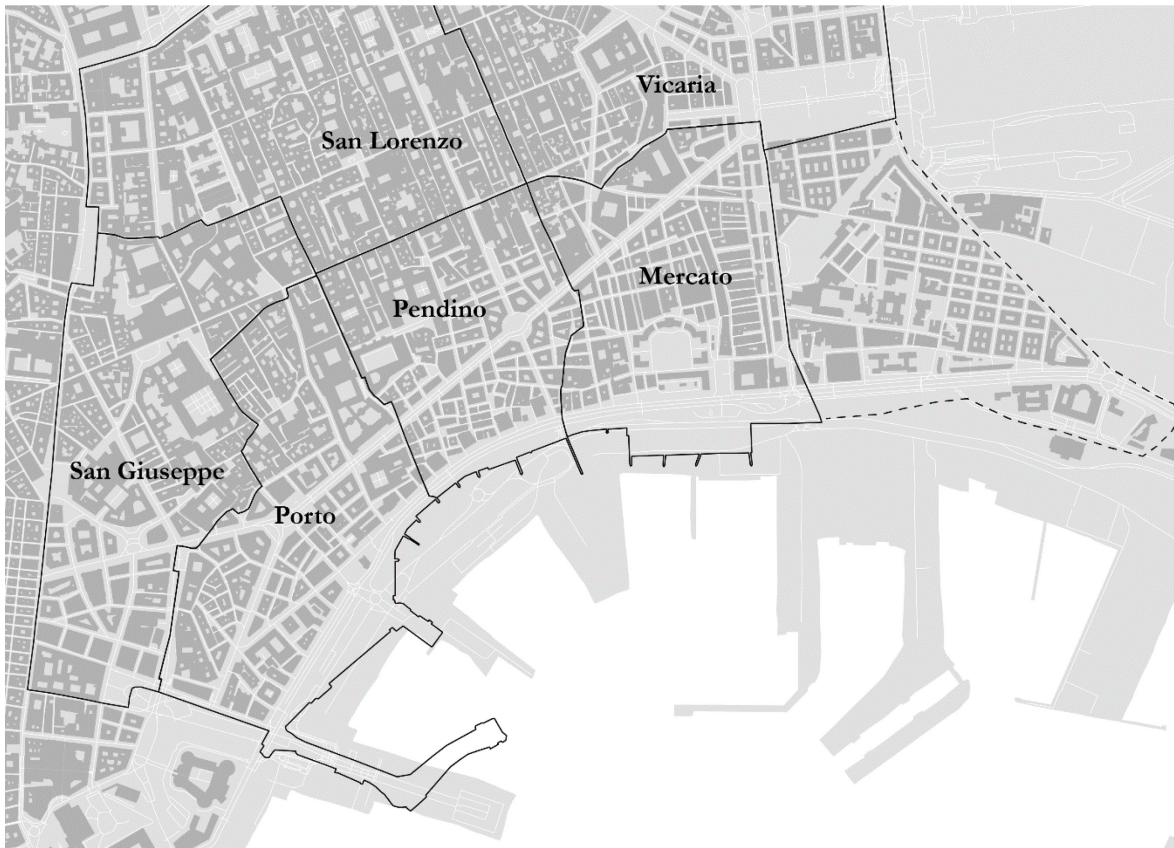 Vicaria
San Lorenzo
Mercato
Pendino
San Giuseppe
Porto